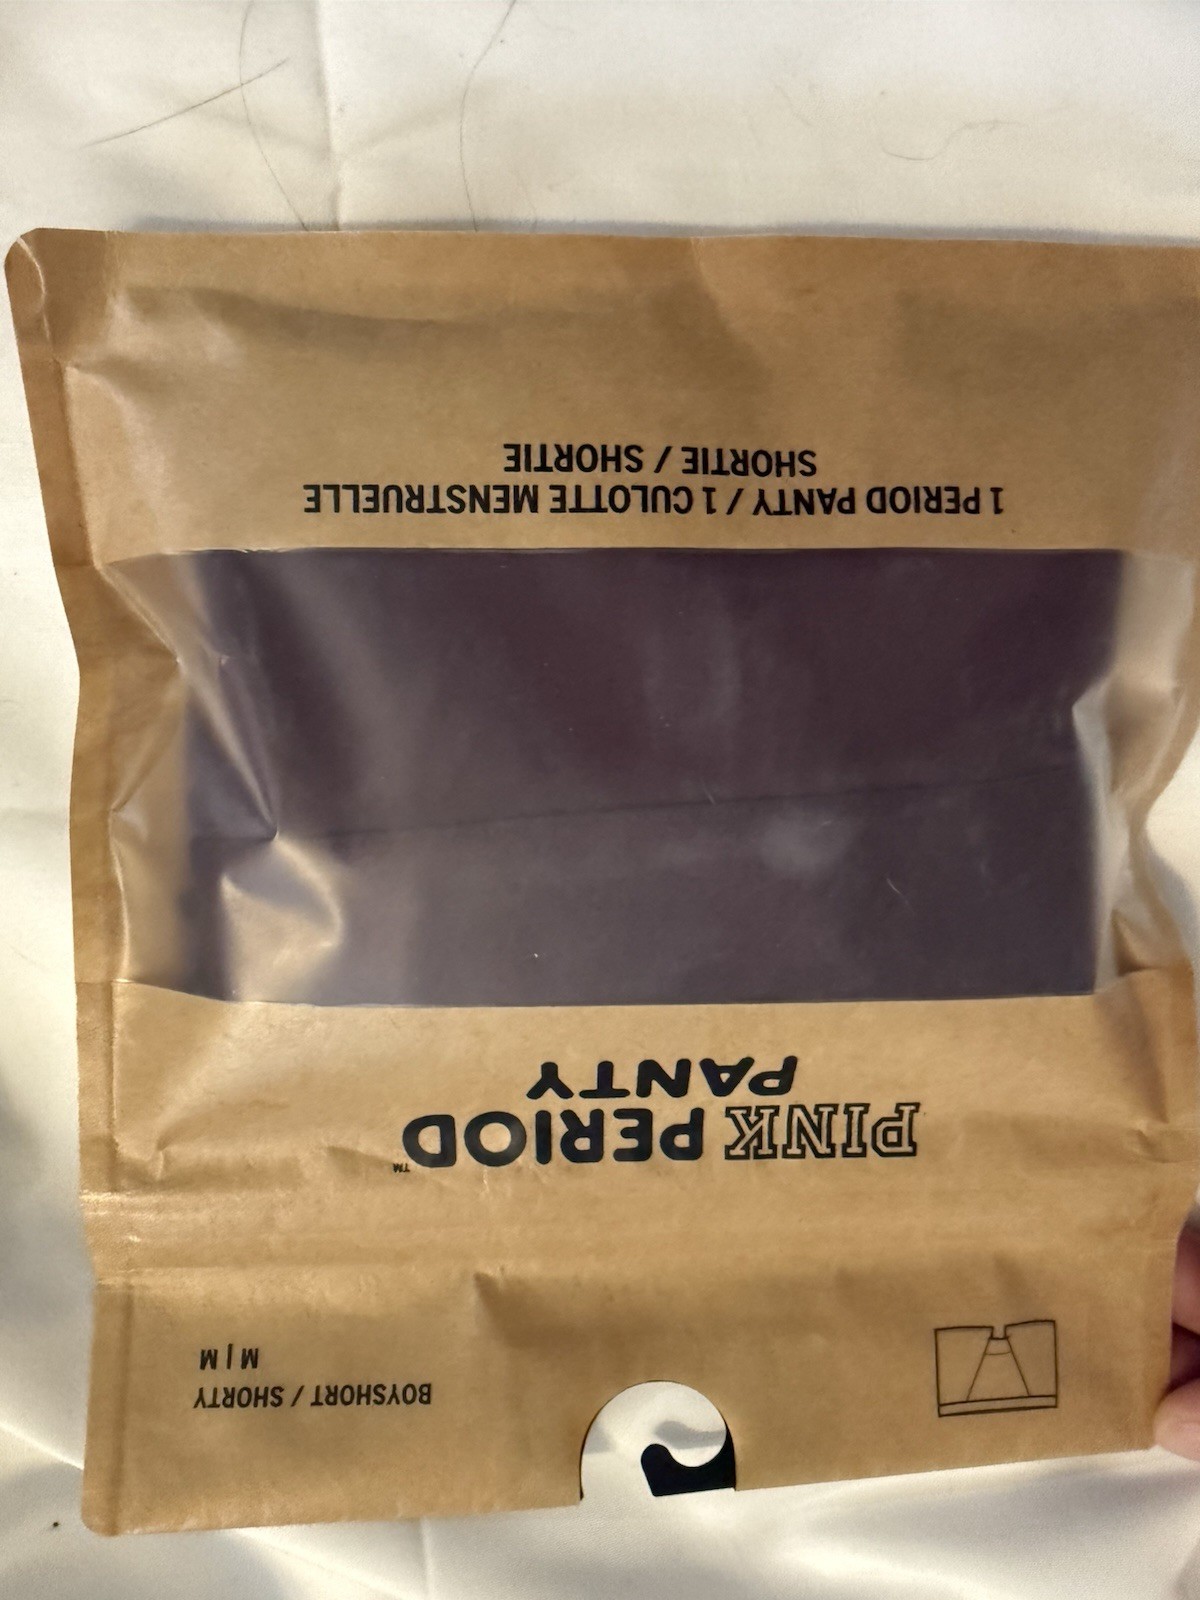 BOYSHORT / SHORTY
M | M
PINK PERIOD™
PANTY
1 PERIOD PANTY / 1 CULOTTE MENSTRUELLE
SHORTIE / SHORTIE